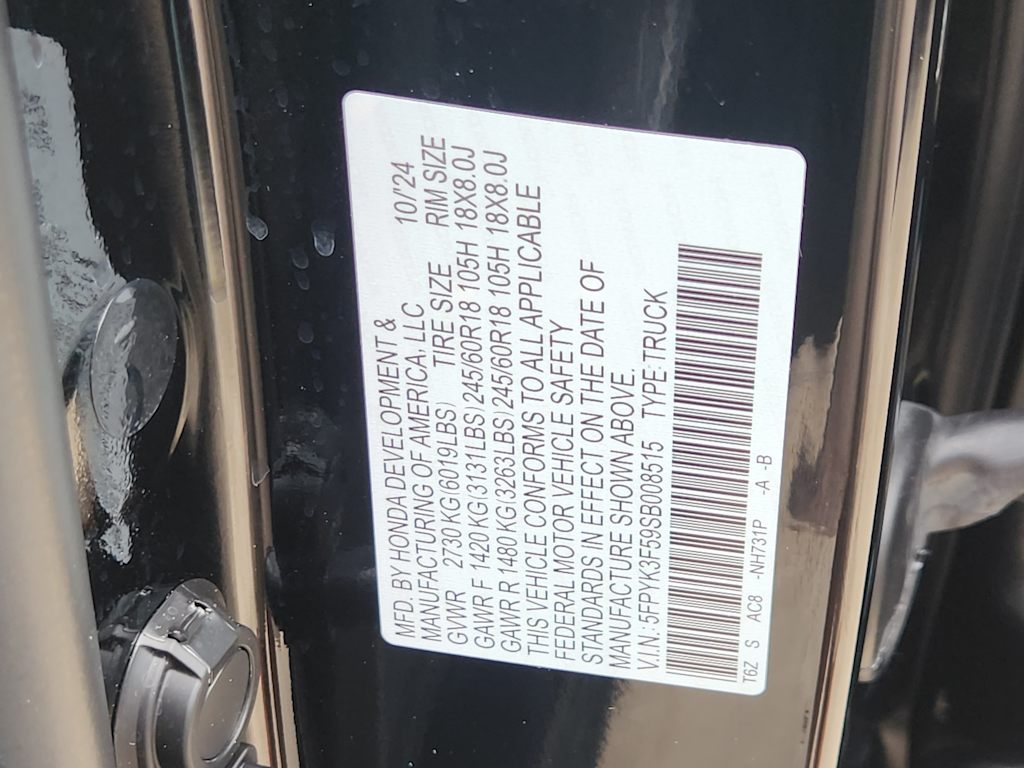 MFD. BY HONDA DEVELOPMENT &
MANUFACTURING OF AMERICA, LLC 10/'24
GVWR 2730 KG(6019LBS) TIRE SIZE RIM SIZE
GAWR F 1420 KG(3131LBS) 245/60R18 105H 18X8.0J
GAWR R 1480 KG(3263LBS) 245/60R18 105H 18X8.0J
THIS VEHICLE CONFORMS TO ALL APPLICABLE
FEDERAL MOTOR VEHICLE SAFETY
STANDARDS IN EFFECT ON THE DATE OF
MANUFACTURE SHOWN ABOVE.
V.I.N.:5FPYK3F59SB008515 TYPE:TRUCK
T6Z S AC8 -NH731P -A -B